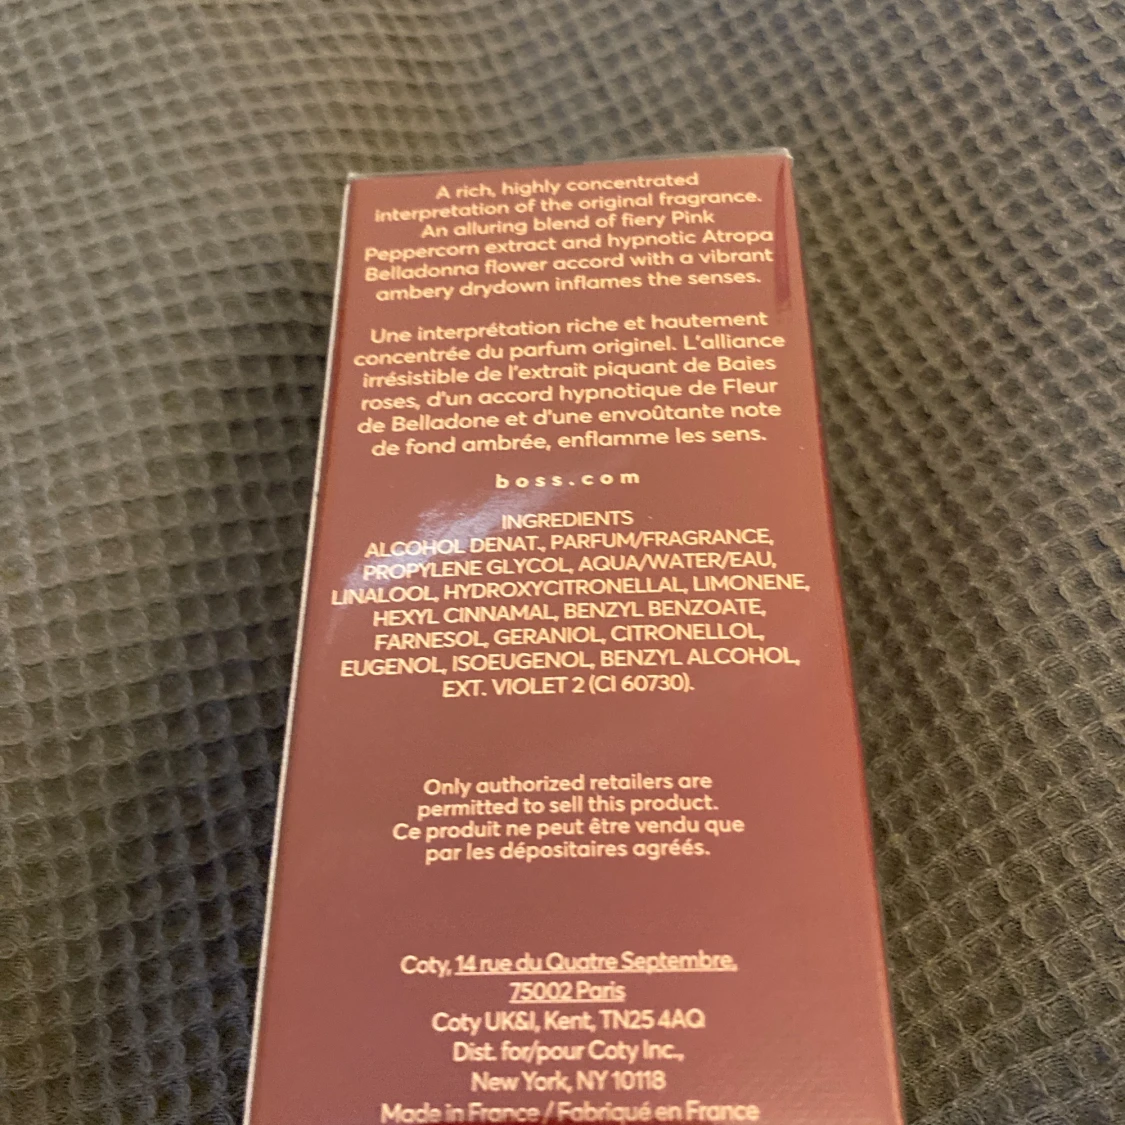 A rich, highly concentrated
interpretation of the original fragrance.
An alluring blend of fiery Pink
Peppercorn extract and hypnotic Atropa
Belladonna flower accord with a vibrant
ambery drydown inflames the senses.
Une interprétation riche et hautement
concentrée du parfum originel. L'alliance
irrésistible de l'extrait piquant de Baies
roses, d'un accord hypnotique de Fleur
de Belladone et d'une envoûtante note
de fond ambrée, enflamme les sens.
boss.com
INGREDIENTS
ALCOHOL DENAT., PARFUM/FRAGRANCE,
PROPYLENE GLYCOL, AQUA/WATER/EAU,
LINALOOL, HYDROXYCITRONELLAL, LIMONENE,
HEXYL CINNAMAL, BENZYL BENZOATE,
FARNESOL, GERANIOL, CITRONELLOL,
EUGENOL, ISOEUGENOL, BENZYL ALCOHOL,
EXT. VIOLET 2 (CI 60730).
Only authorized retailers are
permitted to sell this product.
Ce produit ne peut être vendu que
par les dépositaires agréés.
Coty, 14 rue du Quatre Septembre,
75002 Paris
Coty UK&I, Kent, TN25 4AQ
Dist. for/pour Coty Inc.,
New York, NY 10118
Made in France / Fabriqué en France